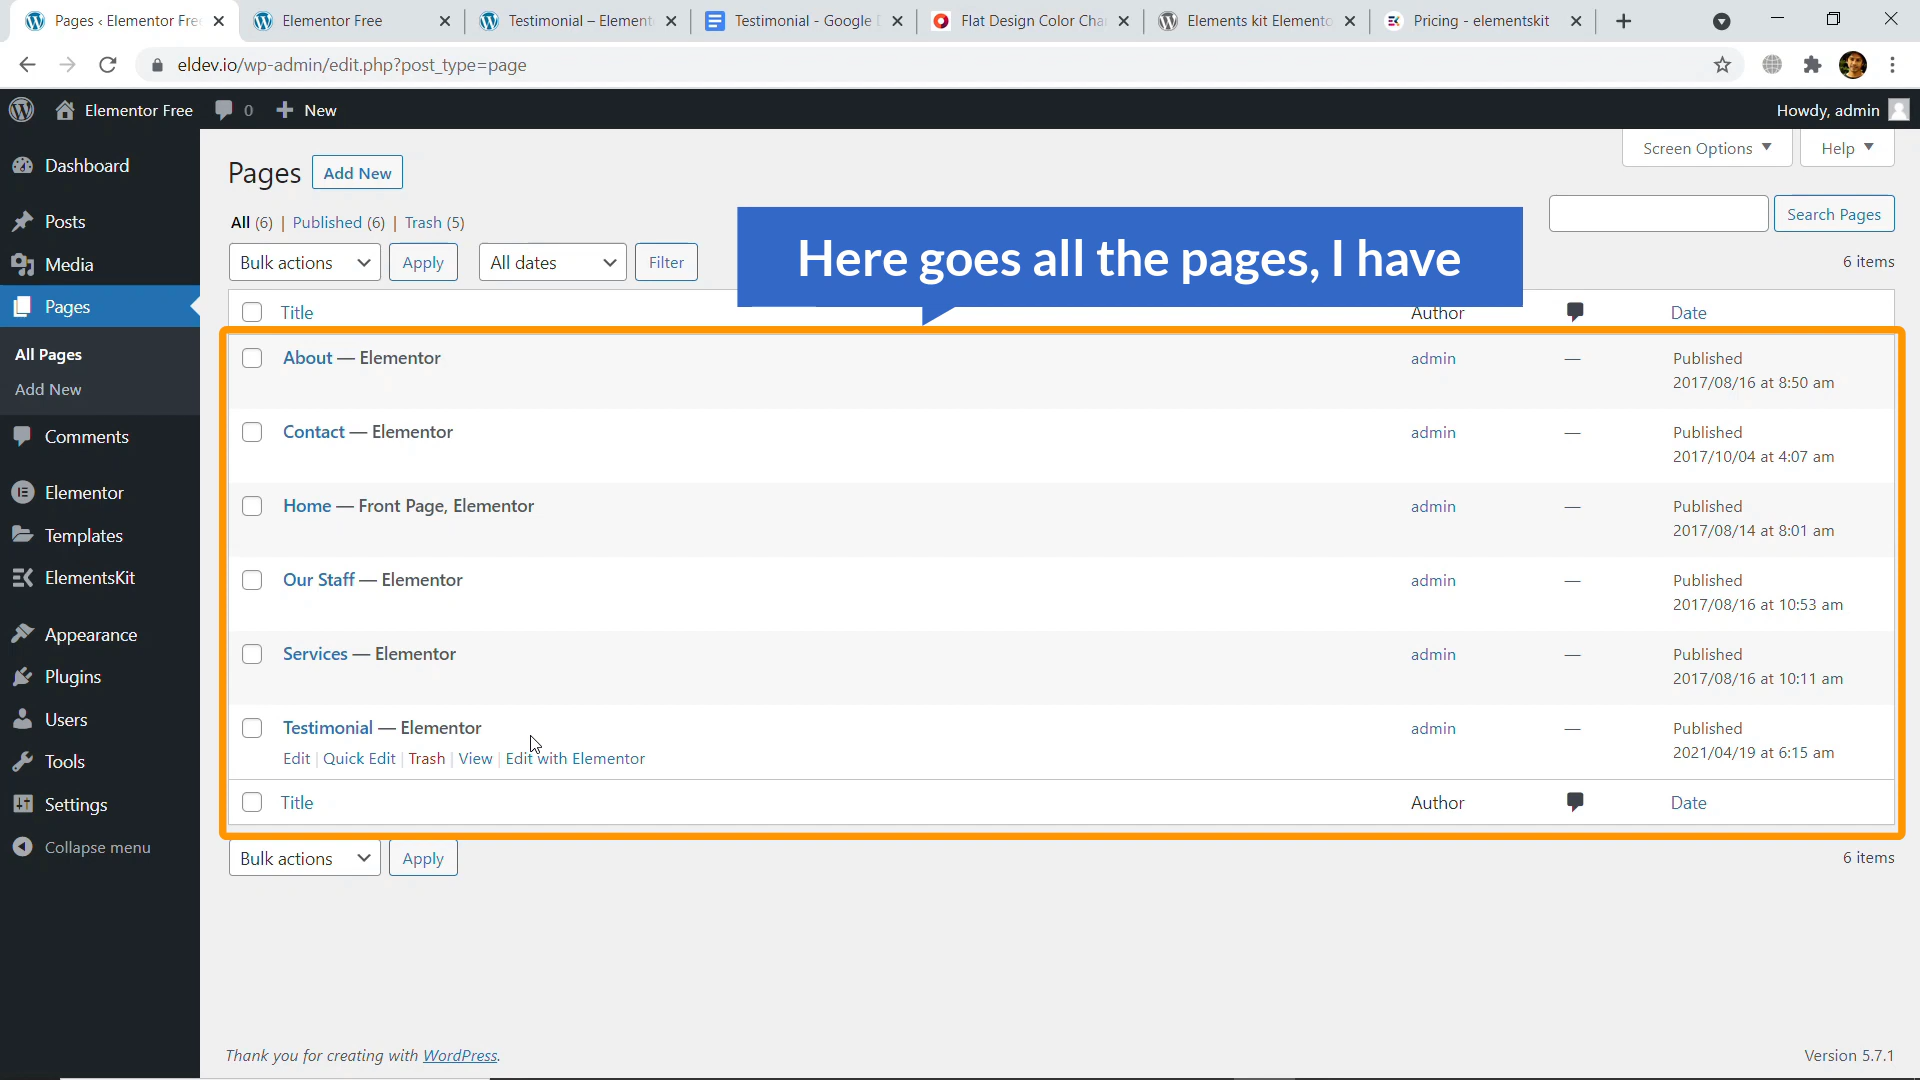 Pages ‹ Elementor Fre
Elementor Free
Testimonial – Element
Testimonial - Google
Flat Design Color Cha
Elements kit Elemento
Pricing - elementskit
eldev.io/wp-admin/edit.php?post_type=page
Elementor Free
0
New
Howdy, admin
Screen Options
Help
Dashboard
Posts
Media
Pages
All Pages
Add New
Comments
Elementor
Templates
ElementsKit
Appearance
Plugins
Users
Tools
Settings
Collapse menu
Pages
Add New
All (6) | Published (6) | Trash (5)
Search Pages
Bulk actions
Apply
All dates
Filter
6 items
Here goes all the pages, I have
Title
Author
Date
About — Elementor
admin
—
Published
2017/08/16 at 8:50 am
Contact — Elementor
admin
—
Published
2017/10/04 at 4:07 am
Home — Front Page, Elementor
admin
—
Published
2017/08/14 at 8:01 am
Our Staff — Elementor
admin
—
Published
2017/08/16 at 10:53 am
Services — Elementor
admin
—
Published
2017/08/16 at 10:11 am
Testimonial — Elementor
Edit | Quick Edit | Trash | View | Edit with Elementor
admin
—
Published
2021/04/19 at 6:15 am
Title
Author
Date
Bulk actions
Apply
6 items
Thank you for creating with WordPress.
Version 5.7.1